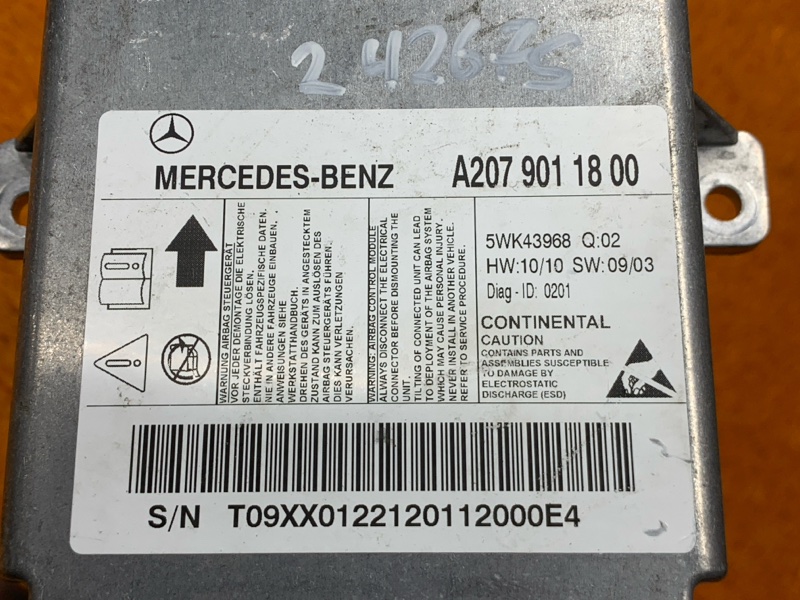 242675
MERCEDES-BENZ A207 901 18 00
WARNUNG AIRBAG STEUERGERÄT
VOR JEDER DEMONTAGE DIE ELEKTRISCHE
STECKVERBINDUNG LÖSEN.
ENTHÄLT FAHRZEUGSPEZIFISCHE DATEN.
NIE IN ANDERE FAHRZEUGE EINBAUEN.
ANWEISUNGEN SIEHE
WERKSTATTHANDBUCH.
DREHEN DES GERÄTS IN ANGESTECKTEM
ZUSTAND KANN ZUM AUSLÖSEN DES
AIRBAG STEUERGERÄTS FÜHREN.
DIES KANN VERLETZUNGEN
VERURSACHEN.
WARNING: AIRBAG CONTROL MODULE
ALWAYS DISCONNECT THE ELECTRICAL
CONNECTOR BEFORE DISMOUNTING THE
UNIT.
TILTING OF CONNECTED UNIT CAN LEAD
TO DEPLOYMENT OF THE AIRBAG SYSTEM
WHICH MAY CAUSE PERSONAL INJURY.
NEVER INSTALL IN ANOTHER VEHICLE.
REFER TO SERVICE PROCEDURE.
5WK43968 Q:02
HW:10/10 SW:09/03
Diag-ID: 0201
CONTINENTAL
CAUTION
CONTAINS PARTS AND
ASSEMBLIES SUSCEPTIBLE
TO DAMAGE BY
ELECTROSTATIC
DISCHARGE (ESD)
S/N T09XX0122120112000E4